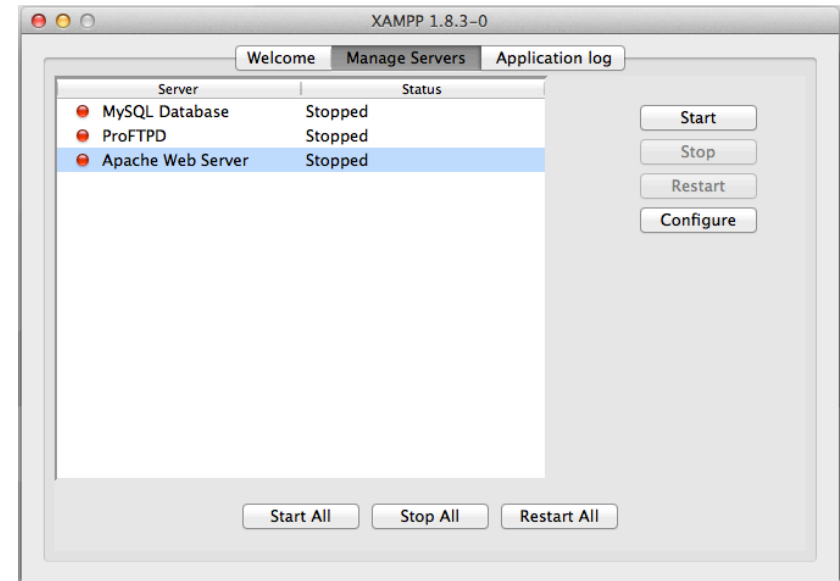 XAMPP 1.8.3-0
Welcome Manage Servers Application log
Server Status
MySQL Database Stopped
ProFTPD Stopped
Apache Web Server Stopped
Start
Stop
Restart
Configure
Start All Stop All Restart All